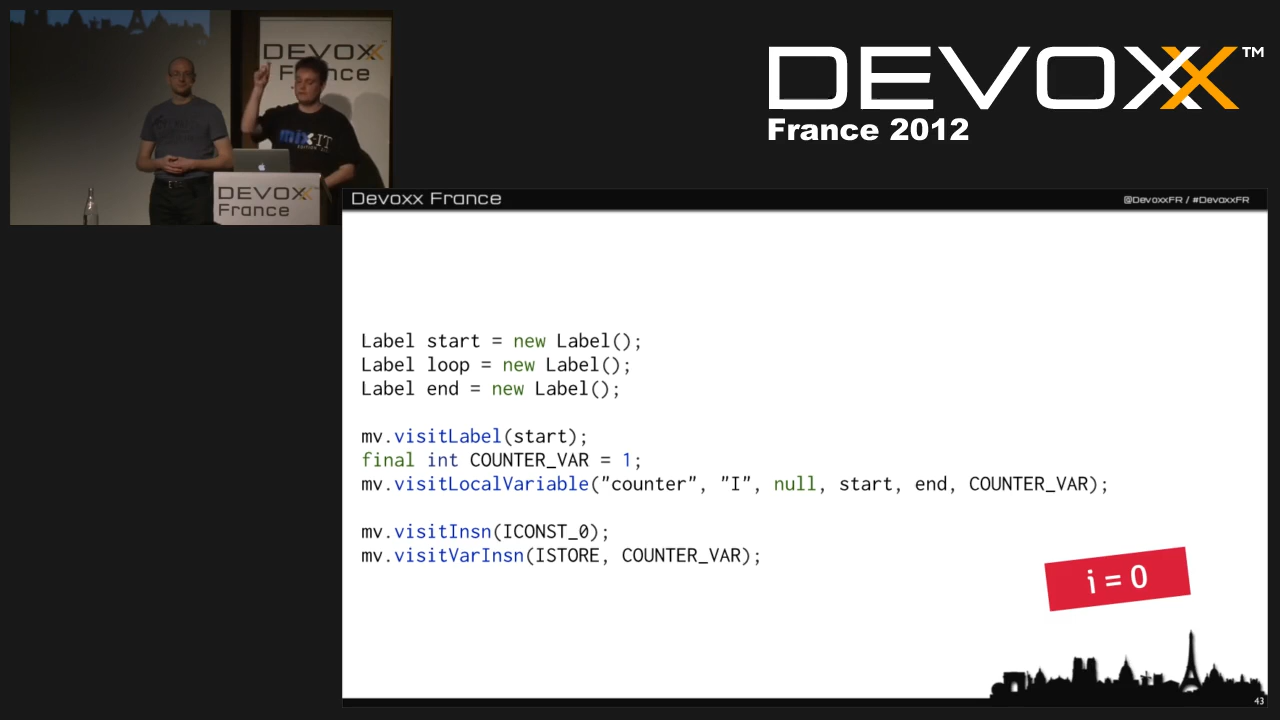 DEVOXX
France
mix-IT
DEVOXX
France
DEVOXX™
France 2012
Devoxx France
@DevoxxFR / #DevoxxFR
Label start = new Label();
Label loop = new Label();
Label end = new Label();
mv.visitLabel(start);
final int COUNTER_VAR = 1;
mv.visitLocalVariable("counter", "I", null, start, end, COUNTER_VAR);
mv.visitInsn(ICONST_0);
mv.visitVarInsn(ISTORE, COUNTER_VAR);
i = 0
43